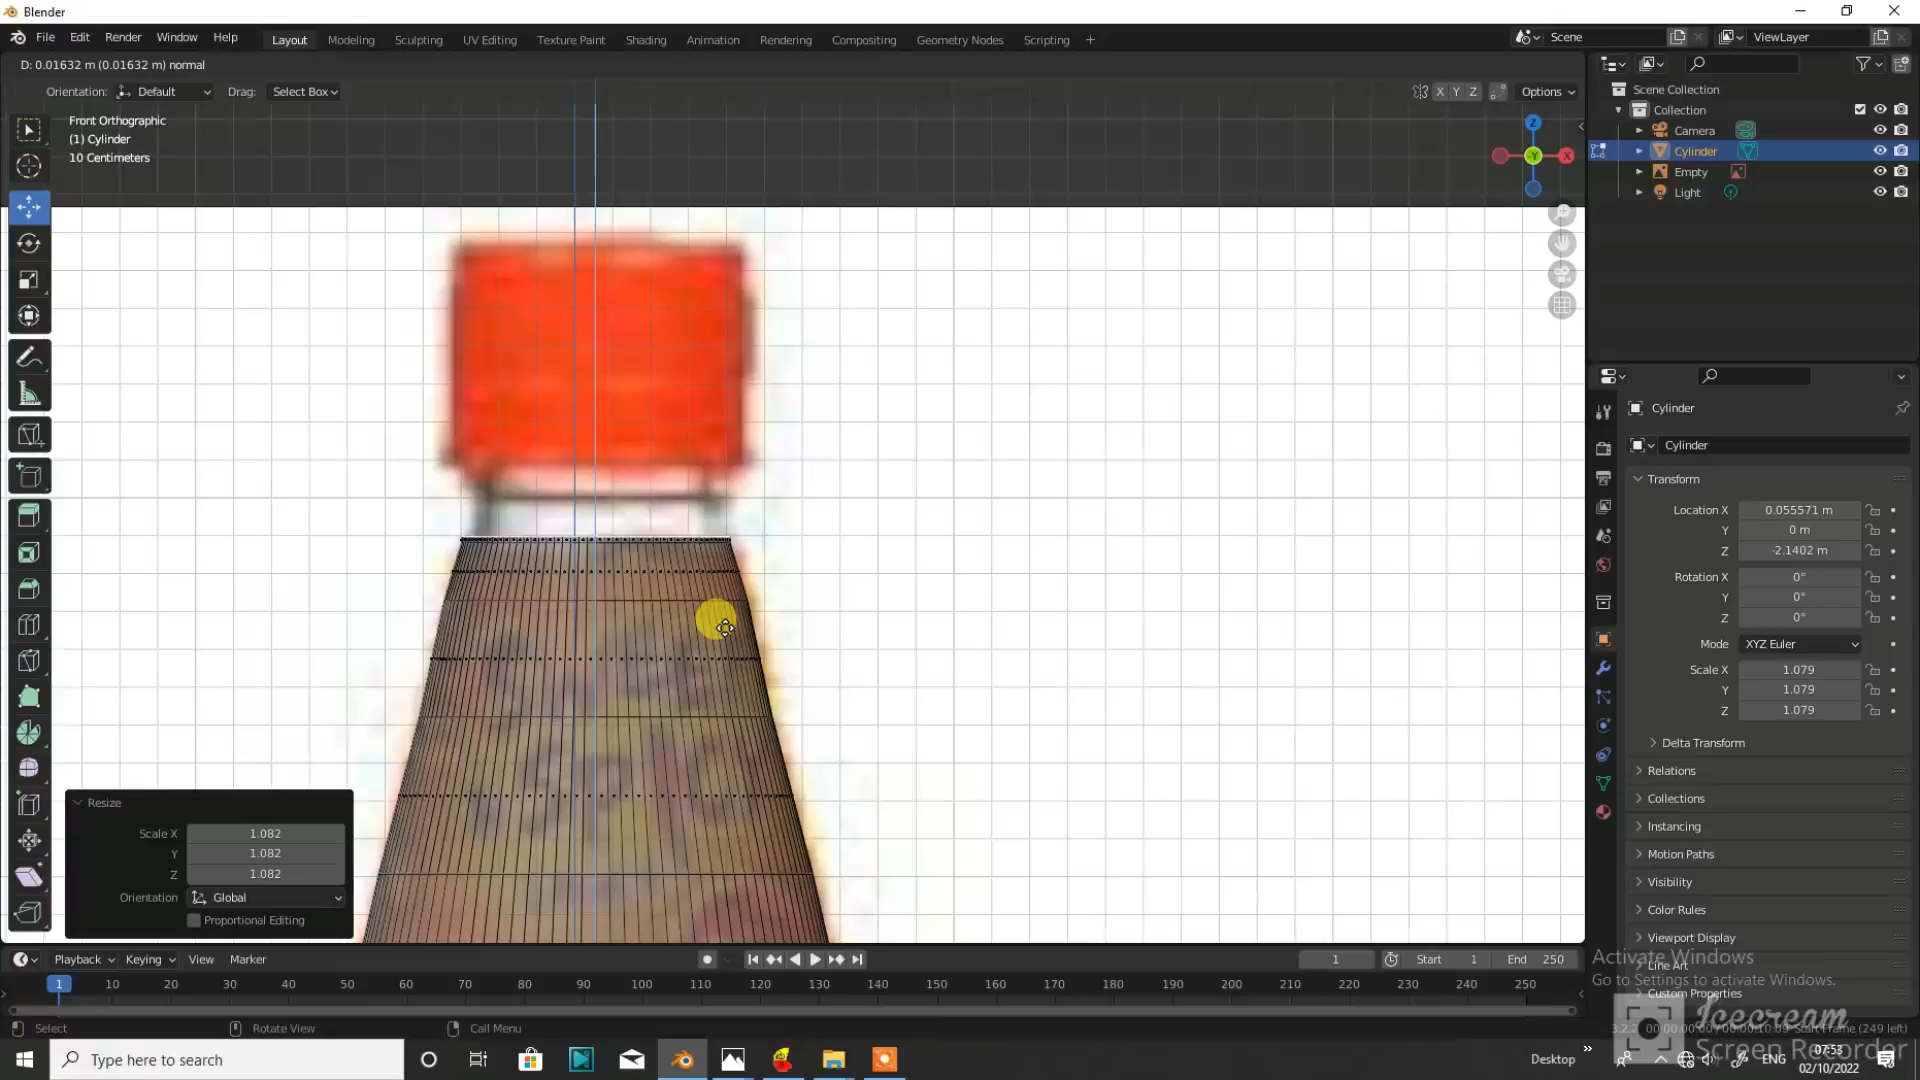 Blender
File Edit Render Window Help
Layout Modeling Sculpting UV Editing Texture Paint Shading Animation Rendering Compositing Geometry Nodes Scripting +
Scene
ViewLayer
D: 0.01632 m (0.01632 m) normal
Orientation: Default Drag: Select Box
X Y Z Options
Front Orthographic
(1) Cylinder
10 Centimeters
Z
Y
X
Scene Collection
Collection
Camera
Cylinder
Empty
Light
Cylinder
Cylinder
Transform
Location X 0.055571 m
Y 0 m
Z -2.1402 m
Rotation X 0°
Y 0°
Z 0°
Mode XYZ Euler
Scale X 1.079
Y 1.079
Z 1.079
Delta Transform
Relations
Collections
Instancing
Motion Paths
Visibility
Color Rules
Viewport Display
Line Art
Custom Properties
Resize
Scale X 1.082
Y 1.082
Z 1.082
Orientation Global
Proportional Editing
Playback Keying View Marker
1 Start 1 End 250
1 10 20 30 40 50 60 70 80 90 100 110 120 130 140 150 160 170 180 190 200 210 220 230 240 250
Select Rotate View Call Menu
Activate Windows
Go to Settings to activate Windows.
Icecream
Screen Recorder
Type here to search
Desktop
ENG
07:53
02/10/2022